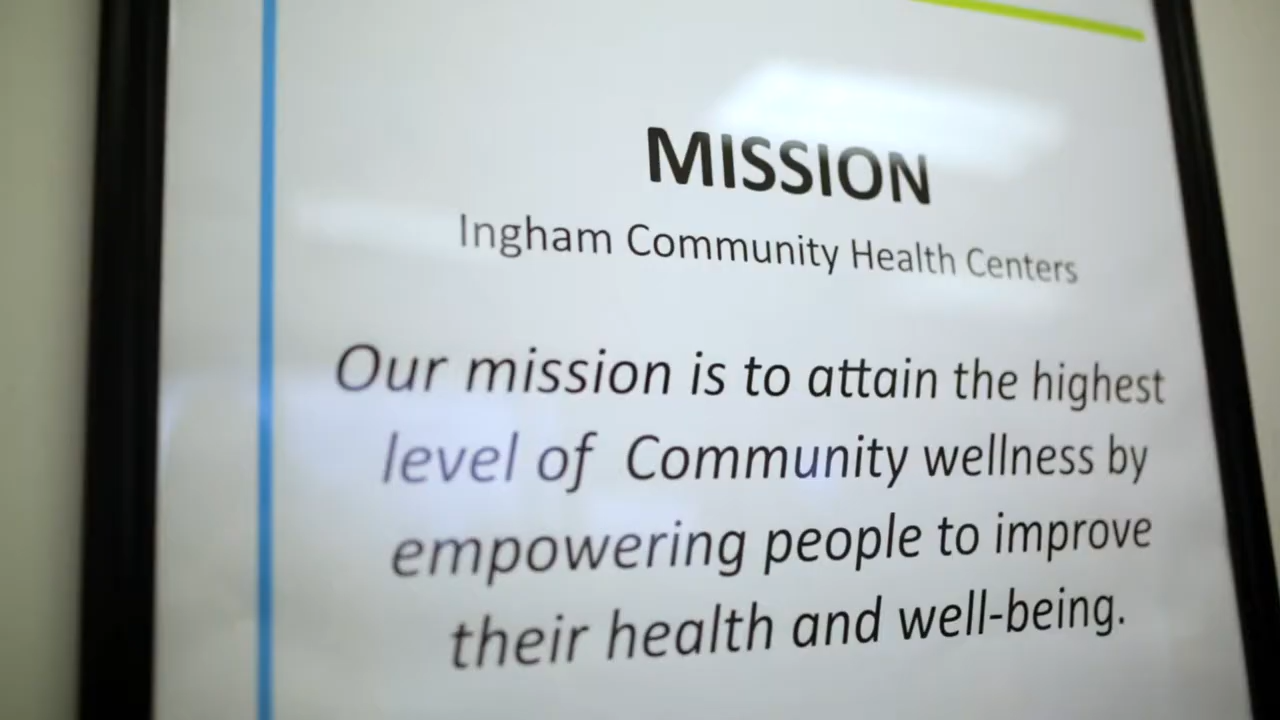 MISSION
Ingham Community Health Centers
Our mission is to attain the highest
level of Community wellness by
empowering people to improve
their health and well-being.